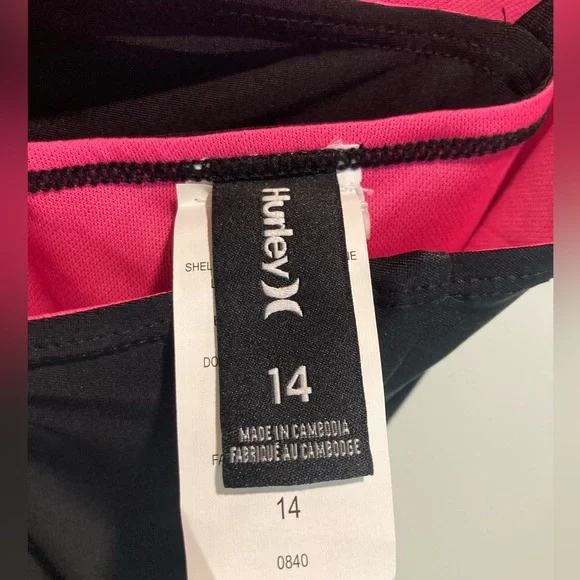 Hurley
14
MADE IN CAMBODIA
FABRIQUÉ AU CAMBODGE
14
0840